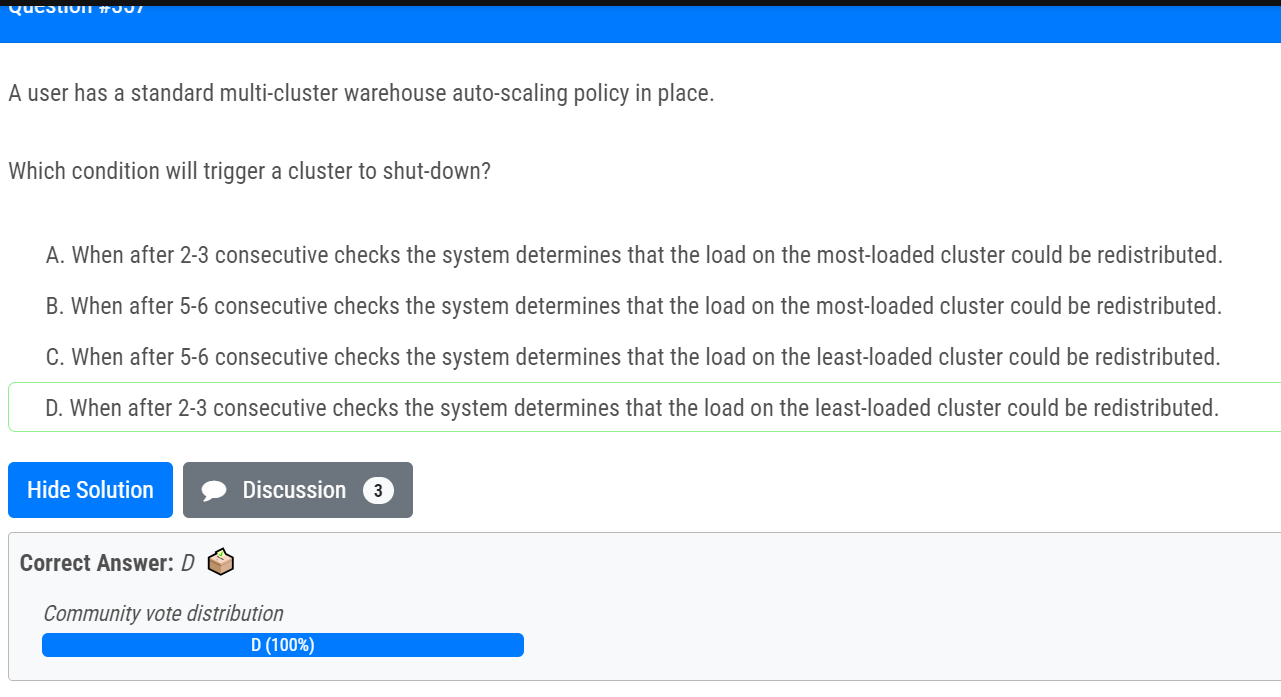 Question #337
A user has a standard multi-cluster warehouse auto-scaling policy in place.
Which condition will trigger a cluster to shut-down?
A. When after 2-3 consecutive checks the system determines that the load on the most-loaded cluster could be redistributed.
B. When after 5-6 consecutive checks the system determines that the load on the most-loaded cluster could be redistributed.
C. When after 5-6 consecutive checks the system determines that the load on the least-loaded cluster could be redistributed.
D. When after 2-3 consecutive checks the system determines that the load on the least-loaded cluster could be redistributed.
Hide Solution
Discussion 3
Correct Answer: D
Community vote distribution
D (100%)